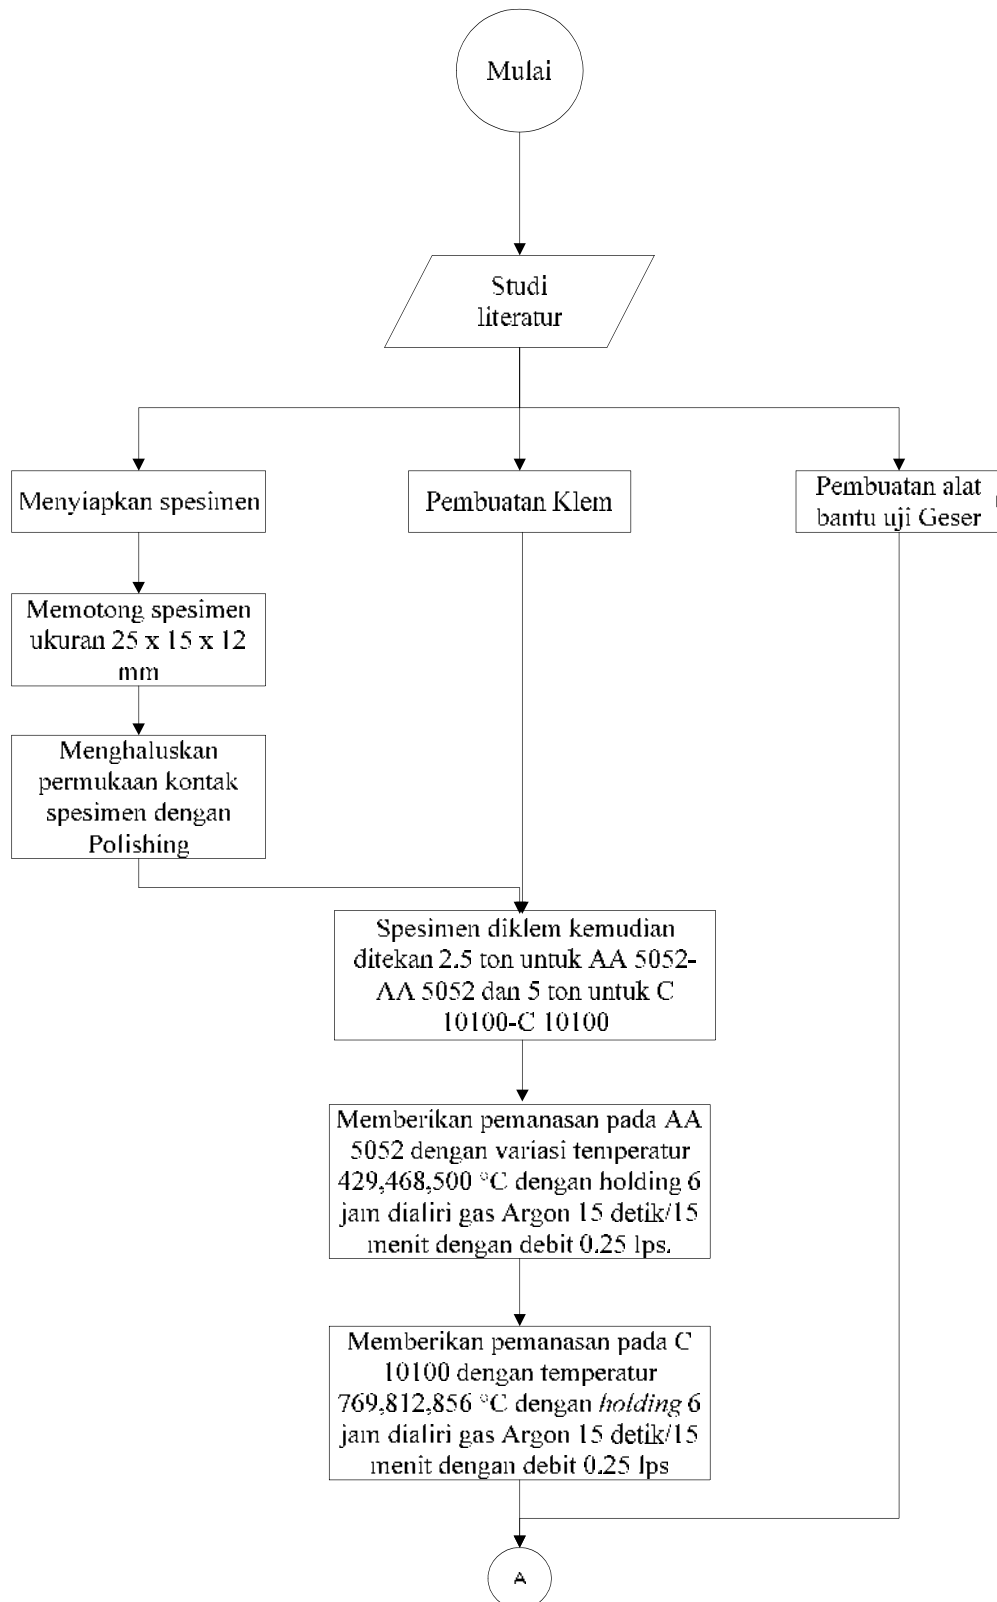 Mulai
Studi
literatur
Menyiapkan spesimen
Pembuatan Klem
Pembuatan alat
bantu uji Geser
Memotong spesimen
ukuran 25 x 15 x 12
mm
Menghaluskan
permukaan kontak
spesimen dengan
Polishing
Spesimen diklem kemudian
ditekan 2.5 ton untuk AA 5052-
AA 5052 dan 5 ton untuk C
10100-C 10100
Memberikan pemanasan pada AA
5052 dengan variasi temperatur
429,468,500 °C dengan holding 6
jam dialiri gas Argon 15 detik/15
menit dengan debit 0.25 lps.
Memberikan pemanasan pada C
10100 dengan temperatur
769,812,856 °C dengan holding 6
jam dialiri gas Argon 15 detik/15
menit dengan debit 0.25 lps
A